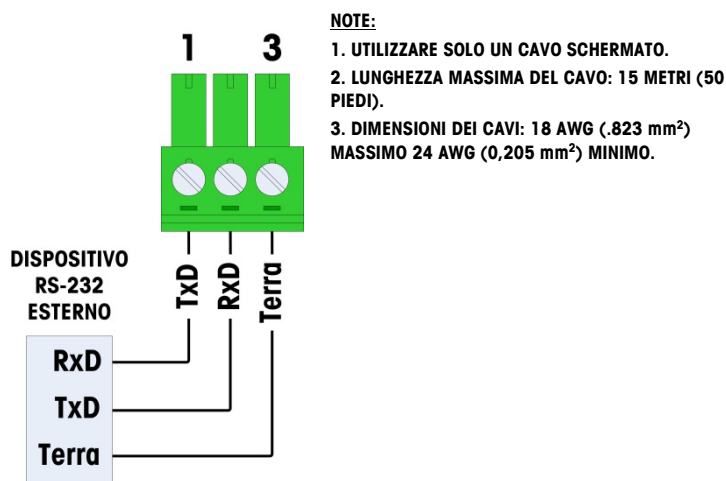 NOTE:
1. UTILIZZARE SOLO UN CAVO SCHERMATO.
2. LUNGHEZZA MASSIMA DEL CAVO: 15 METRI (50
PIEDI).
3. DIMENSIONI DEI CAVI: 18 AWG (.823 mm²)
MASSIMO 24 AWG (0,205 mm²) MINIMO.
1 3
TxD
RxD
Terra
DISPOSITIVO
RS-232
ESTERNO
RxD
TxD
Terra